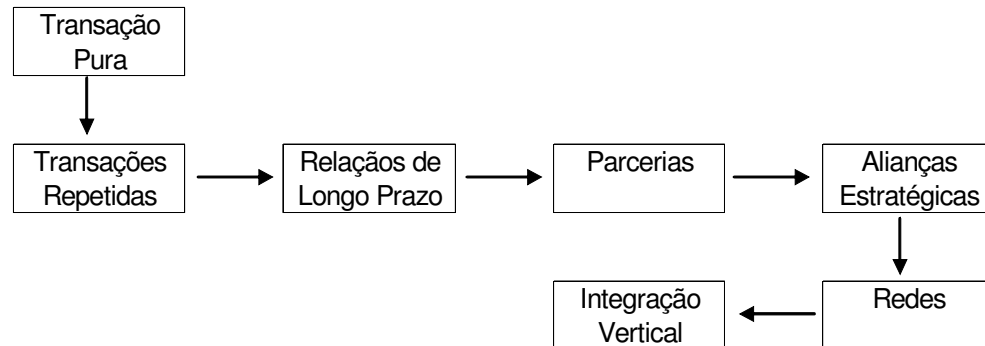 Transação
Pura
Transações
Repetidas
Relaçãos de
Longo Prazo
Parcerias
Alianças
Estratégicas
Integração
Vertical
Redes